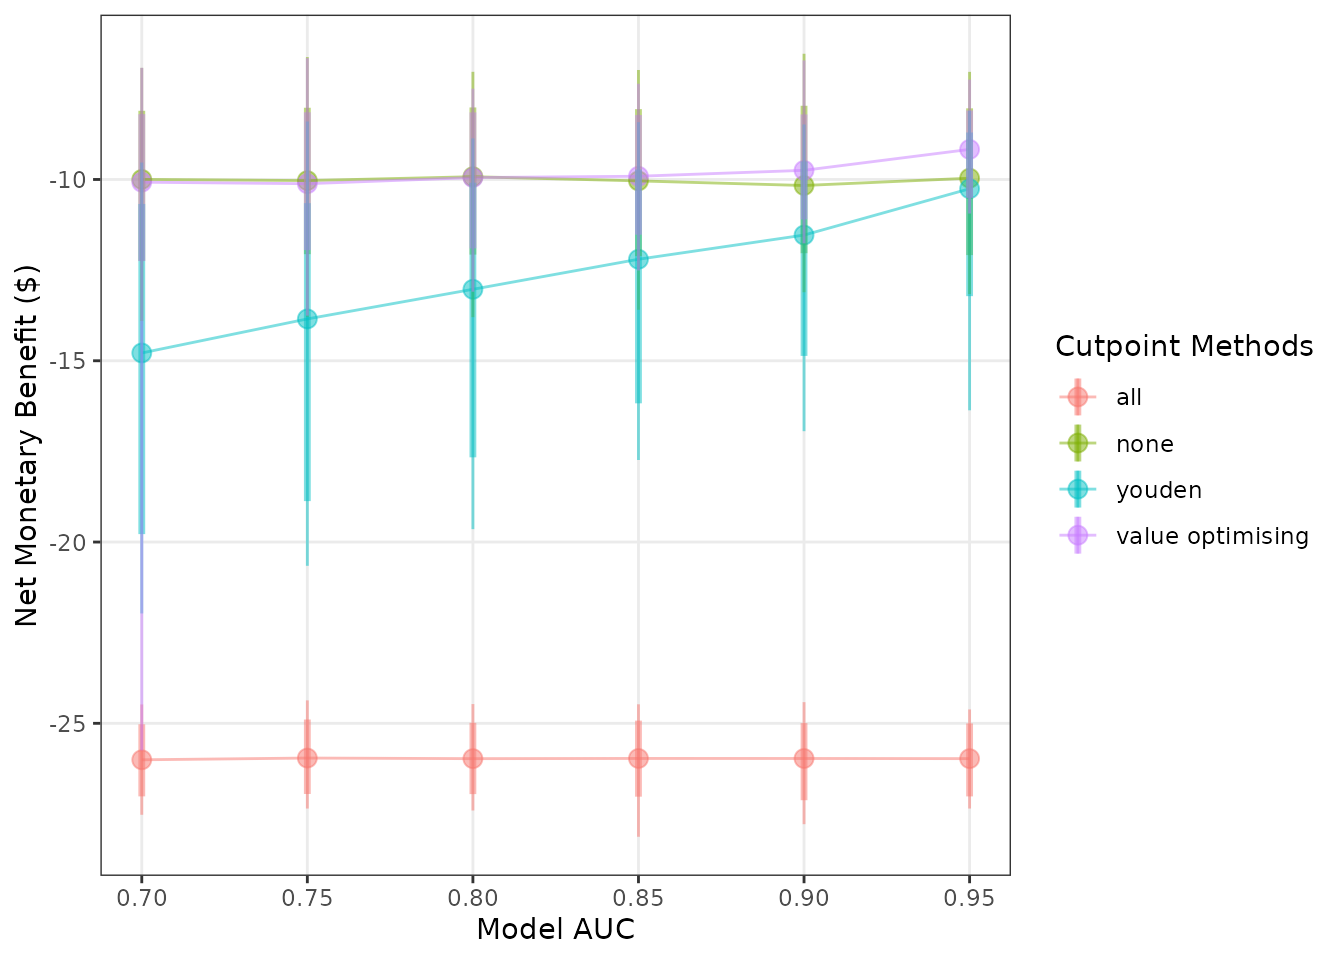 Net Monetary Benefit ($)
-10
-15
-20
-25
0.70 0.75 0.80 0.85 0.90 0.95
Model AUC
Cutpoint Methods
all
none
youden
value optimising